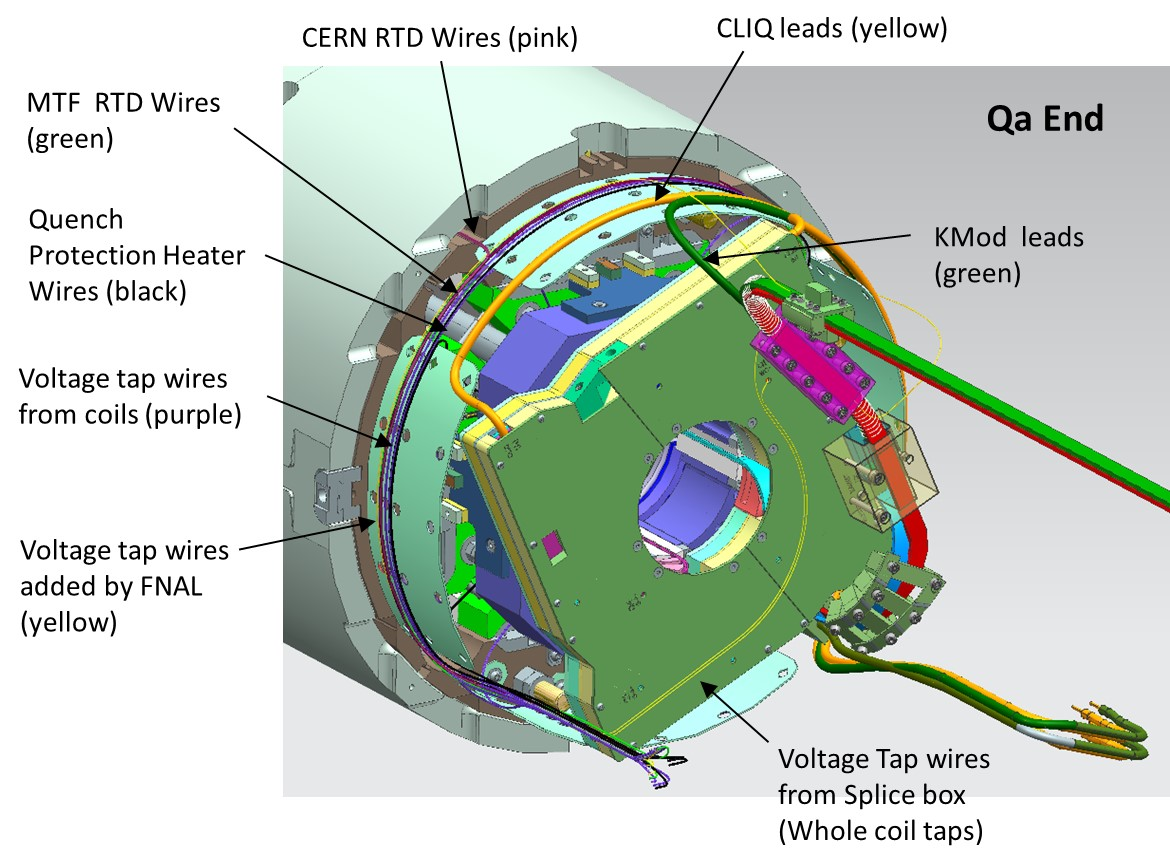 CERN RTD Wires (pink)
CLIQ leads (yellow)
MTF RTD Wires
(green)
Qa End
Quench
Protection Heater
Wires (black)
KMod leads
(green)
Voltage tap wires
from coils (purple)
Voltage tap wires
added by FNAL
(yellow)
Voltage Tap wires
from Splice box
(Whole coil taps)